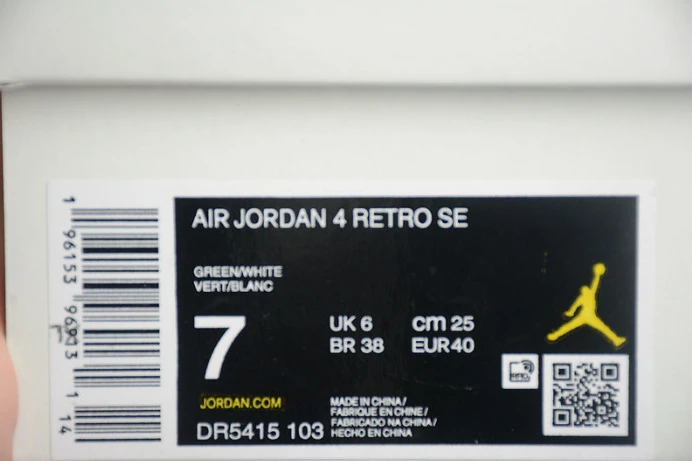 AIR JORDAN 4 RETRO SE
GREEN/WHITE
VERT/BLANC
7
UK 6
cm 25
BR 38
EUR 40
JORDAN.COM
DR5415 103
MADE IN CHINA /
FABRIQUE EN CHINE /
FABRICADO NA CHINA /
HECHO EN CHINA